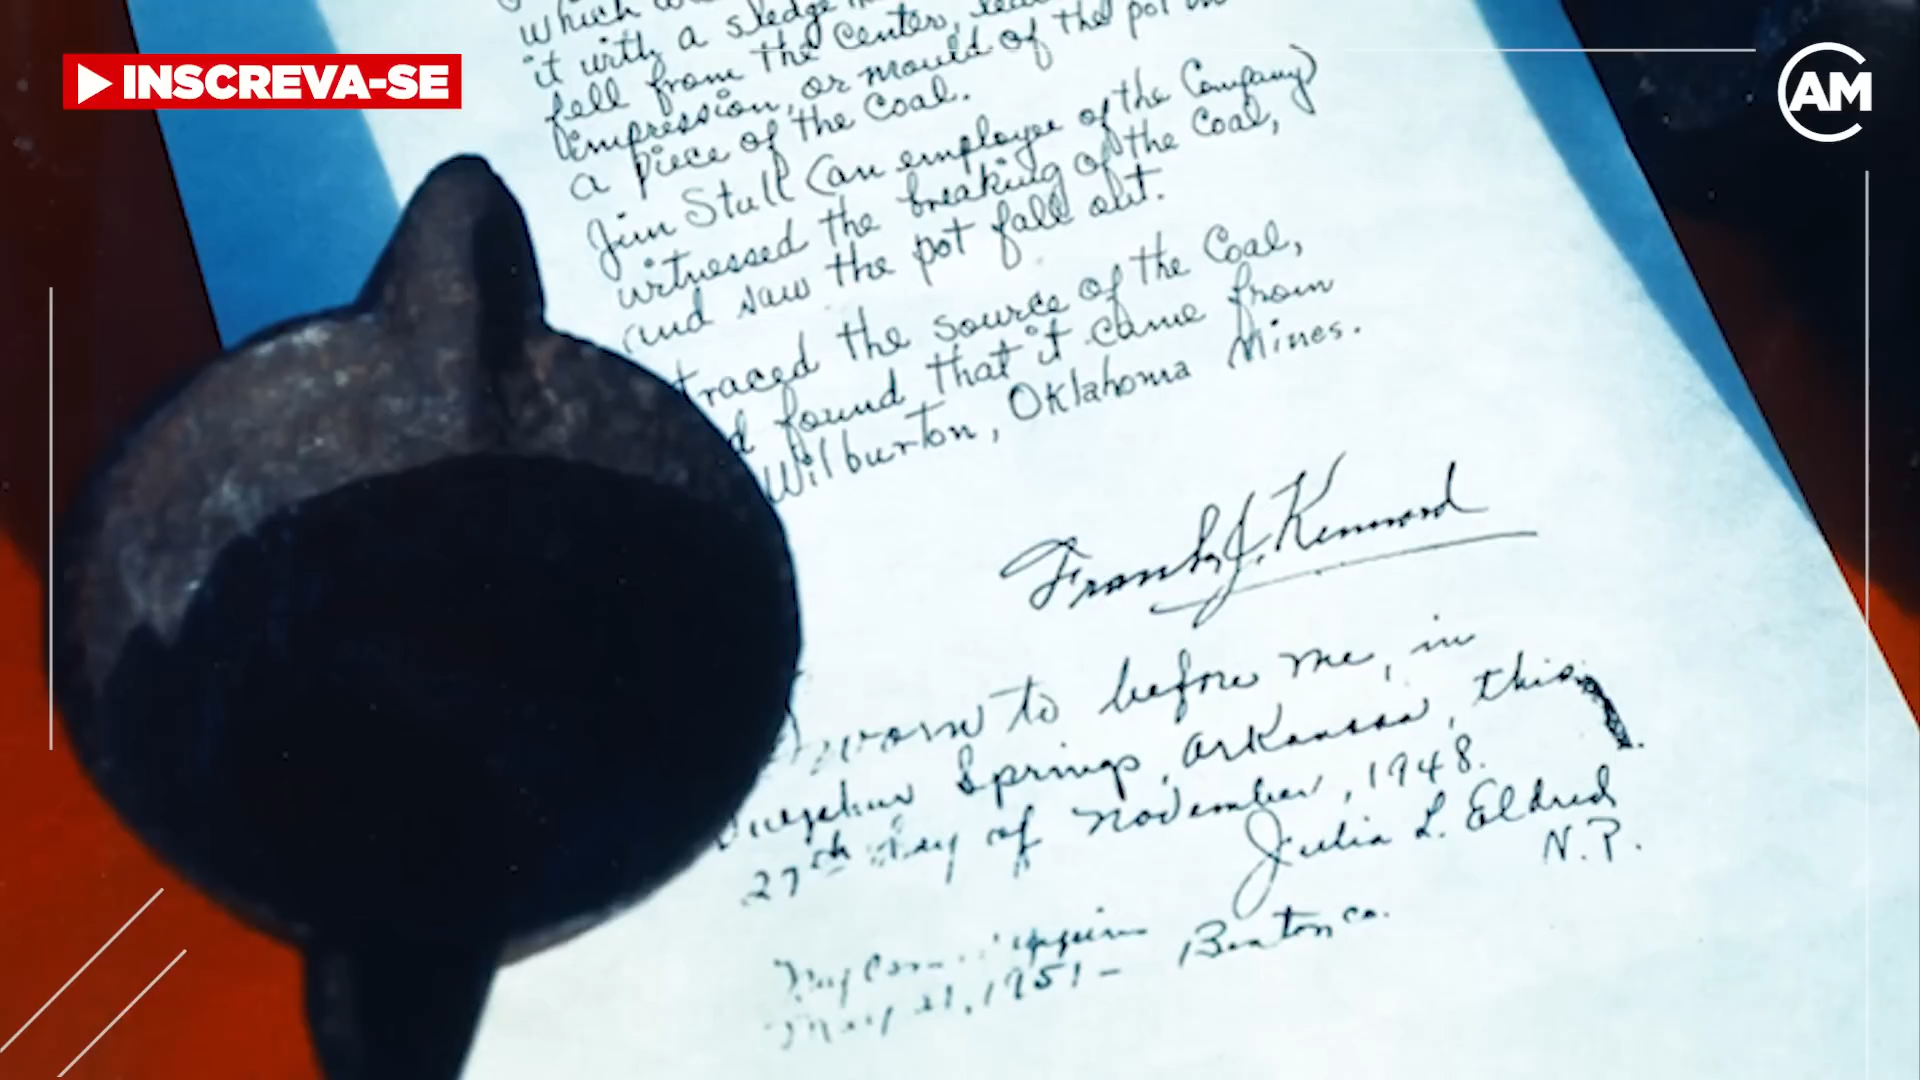 INSCREVA-SE
AM
which
it with a sledge
fell from the center,
impression, or mould of the pot in
a piece of the coal.
Jim Stull (an employee of the Company)
witnessed the breaking of the coal,
and saw the pot fall out.
traced the source of the Coal,
found that it came from
Wilburton, Oklahoma Mines.
Frank J. Kennard
to before me, in
Springs, Arkansas, this
27th day of November, 1948.
Julia L. Eldred
N.P.
My
1951 - Benton co.